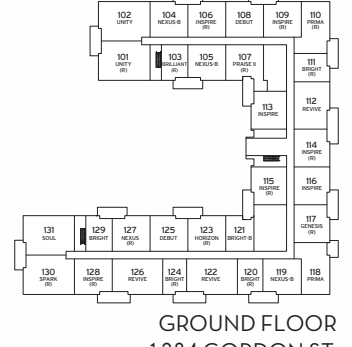 102
UNITY
104
NEXUS-B
106
INSPIRE
(R)
108
DEBUT
109
INSPIRE
(R)
110
PRIMA
(R)
101
UNITY
(R)
103
BRILLIANT
(R)
105
NEXUS-B
107
PRAISE II
(R)
111
BRIGHT
(R)
113
INSPIRE
112
REVIVE
114
INSPIRE
(R)
115
INSPIRE
(R)
116
INSPIRE
117
GENESIS
(R)
131
SOUL
129
BRIGHT
127
NEXUS
(R)
125
DEBUT
123
HORIZON
(R)
121
BRIGHT-B
130
SPARK
(R)
128
INSPIRE
(R)
126
REVIVE
124
BRIGHT
(R)
122
REVIVE
120
BRIGHT
(R)
119
NEXUS-B
118
PRIMA
GROUND FLOOR
1284 GORDON ST.